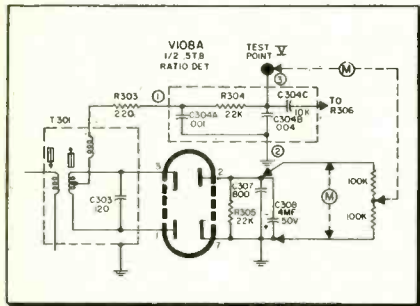 V108A
1/2 .5T8
RATIO DET
TEST
POINT V
R303
220
1
R304
22K
3
C304C
10K
TO
R306
M
C304A
.001
C304B
.004
T301
2
C303
120
2
7
C307
800
R305
22K
C308
4MF
50V
M
100K
100K